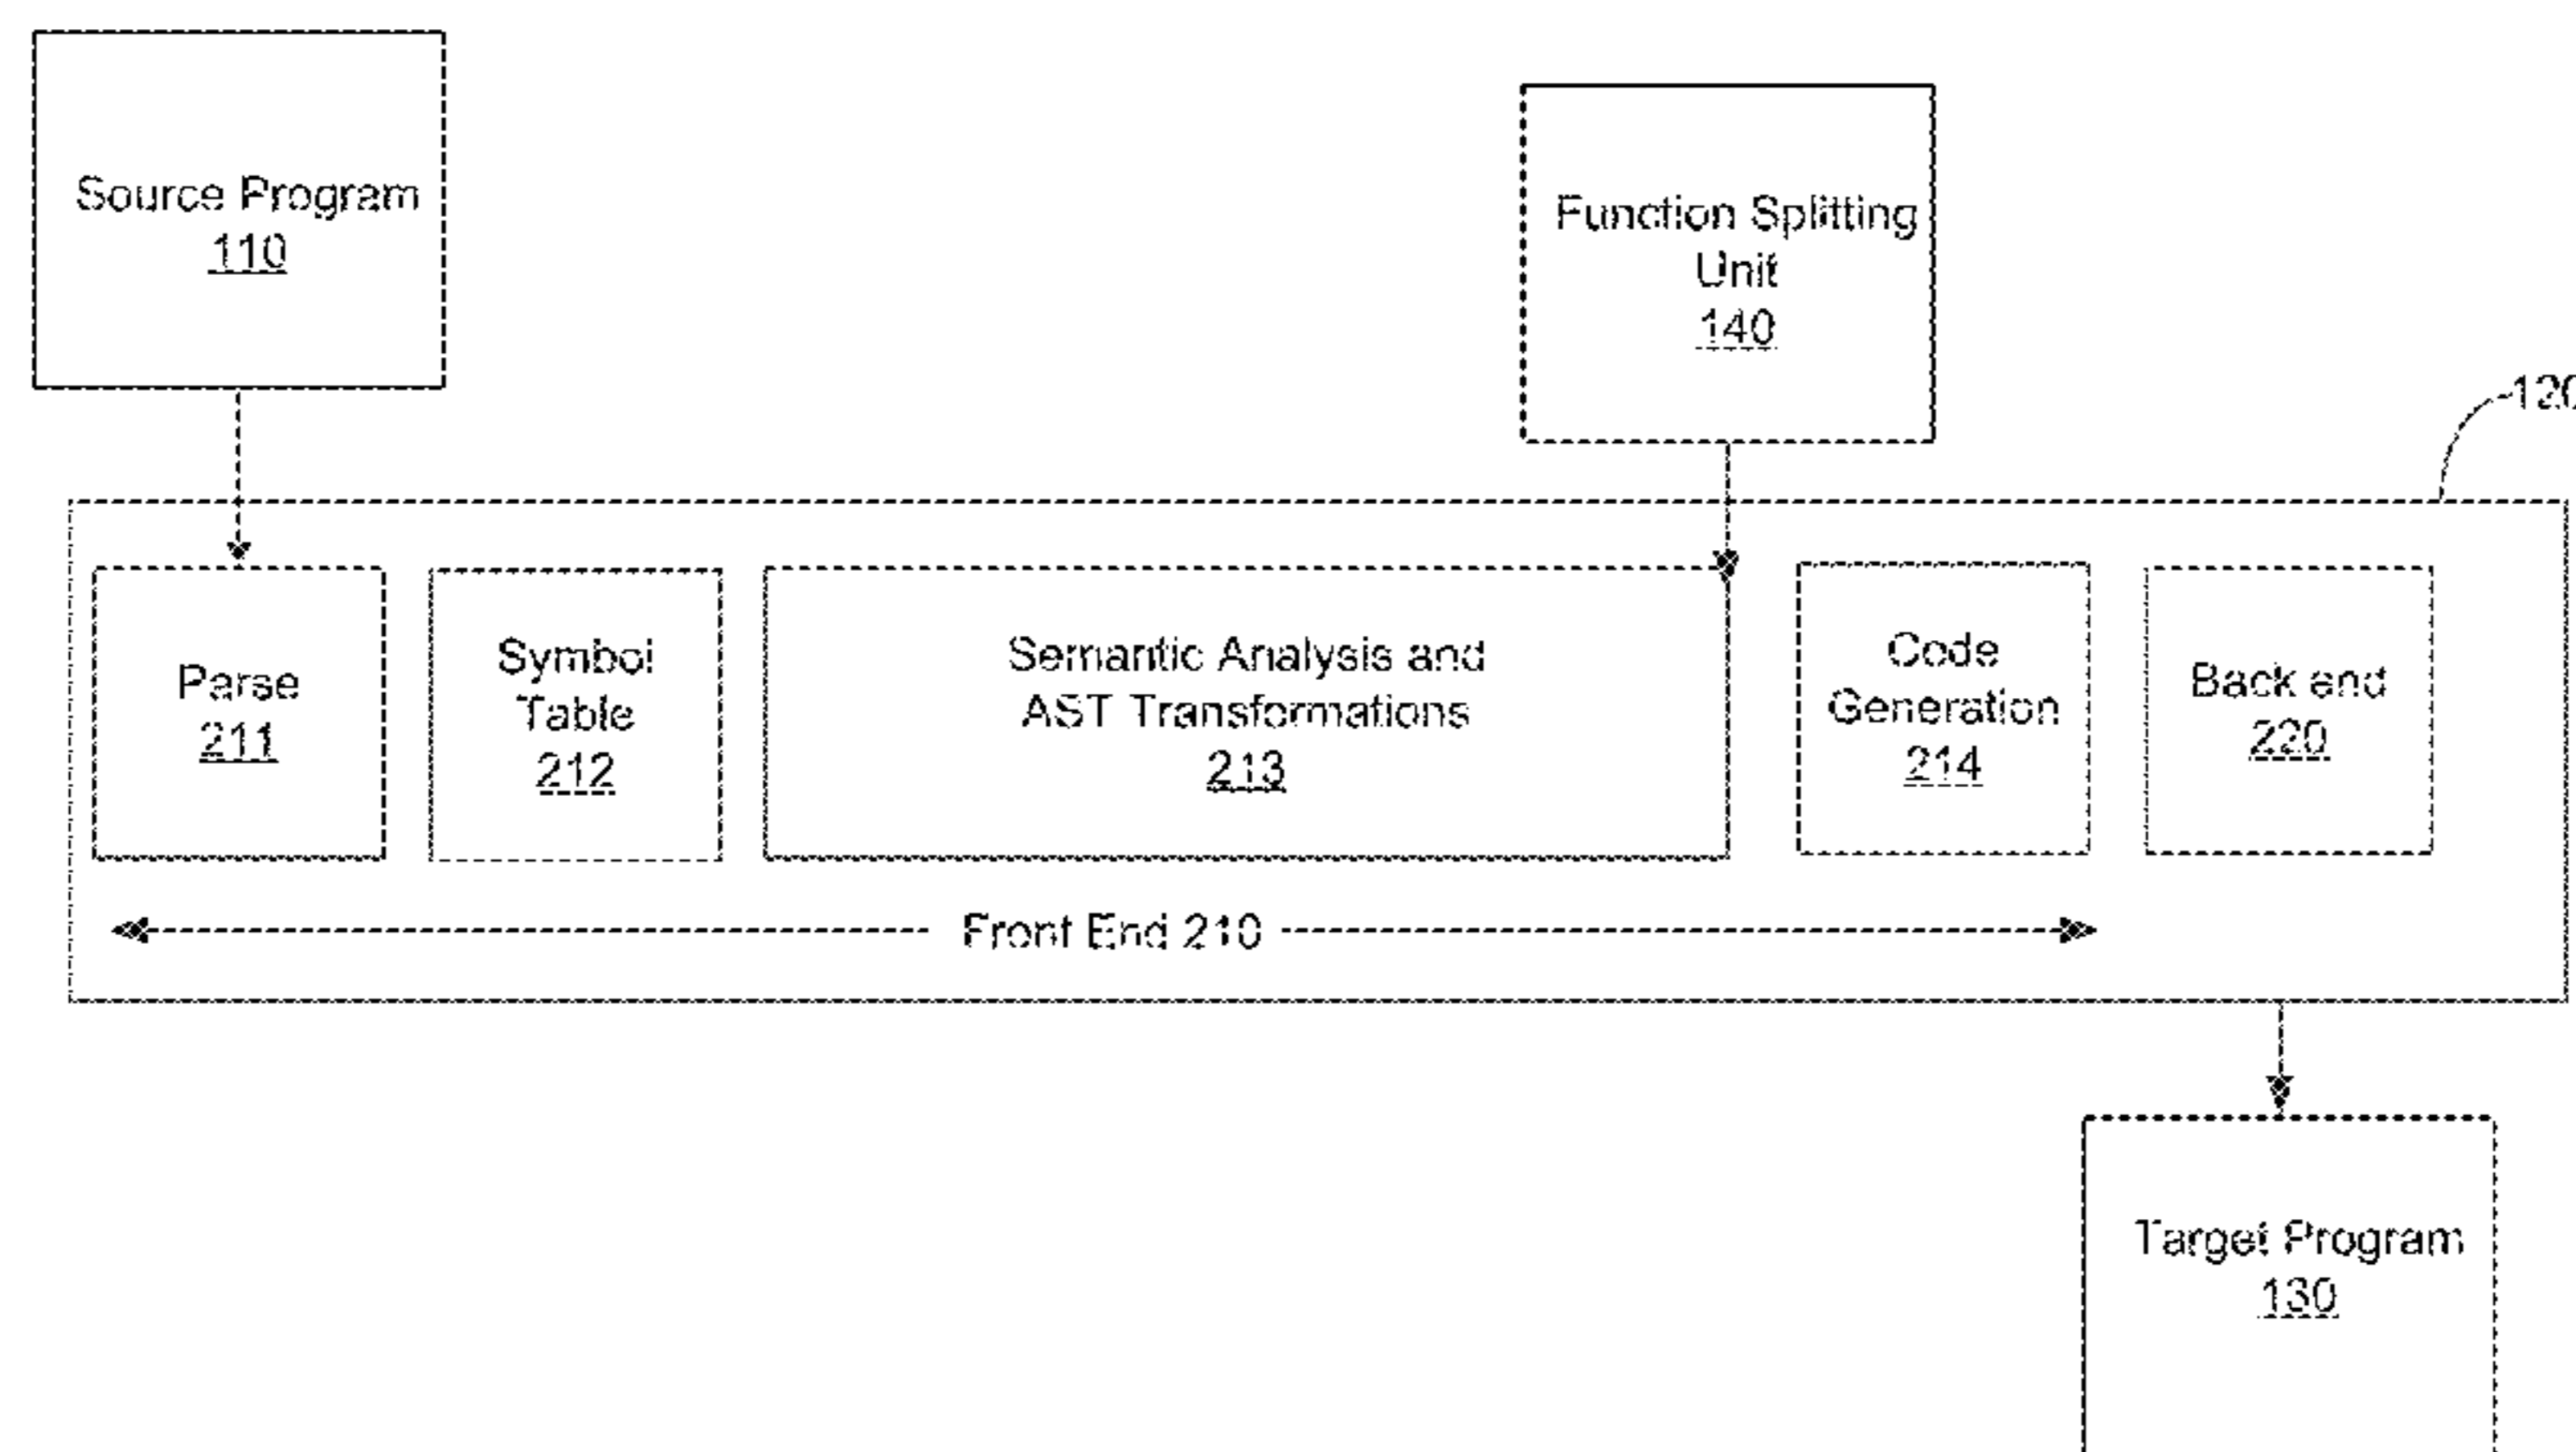 Source Program
110
Function Splitting
Unit
140
120
Parse
211
Symbol
Table
212
Semantic Analysis and
AST Transformations
213
Code
Generation
214
Back end
220
Front End 210
Target Program
130